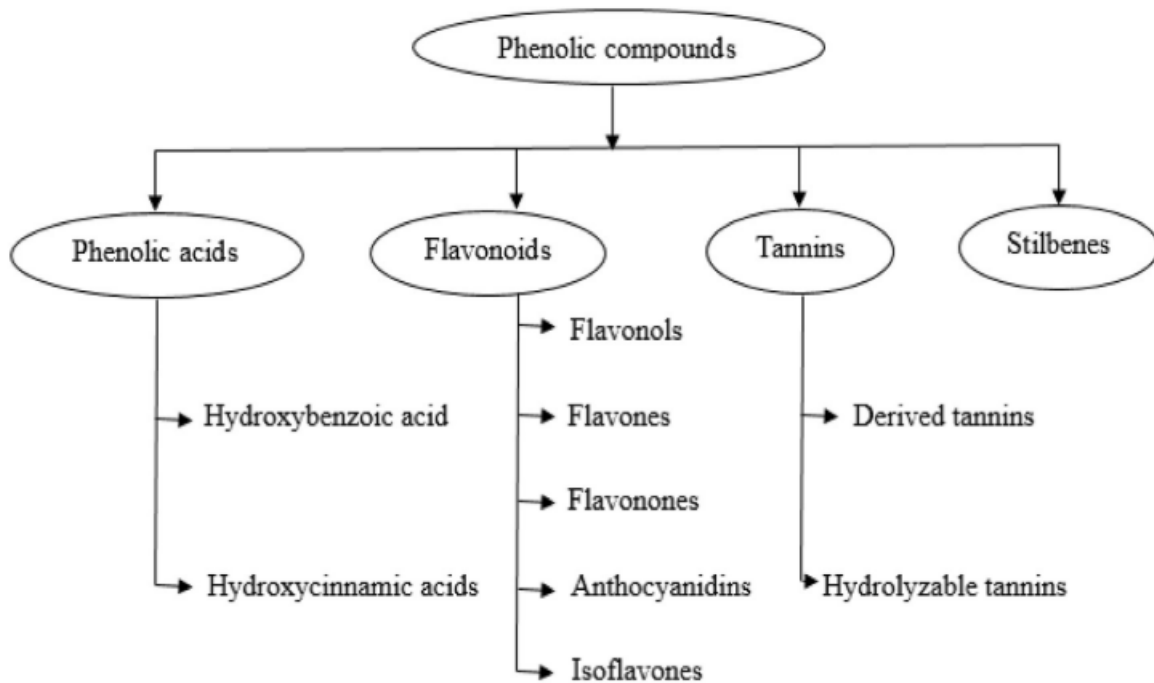 Phenolic compounds
Phenolic acids
Flavonoids
Tannins
Stilbenes
Flavonols
Hydroxybenzoic acid
Flavones
Derived tannins
Flavonones
Hydroxycinnamic acids
Anthocyanidins
Hydrolyzable tannins
Isoflavones